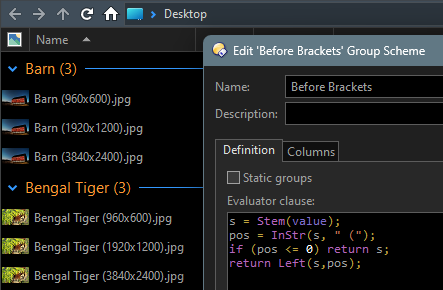 Desktop
Name
Barn (3)
Barn (960x600).jpg
Barn (1920x1200).jpg
Barn (3840x2400).jpg
Bengal Tiger (3)
Bengal Tiger (960x600).jpg
Bengal Tiger (1920x1200).jpg
Bengal Tiger (3840x2400).jpg
Edit 'Before Brackets' Group Scheme
Name: Before Brackets
Description:
Definition Columns
Static groups
Evaluator clause:
s = Stem(value);
pos = InStr(s, " (");
if (pos <= 0) return s;
return Left(s,pos);